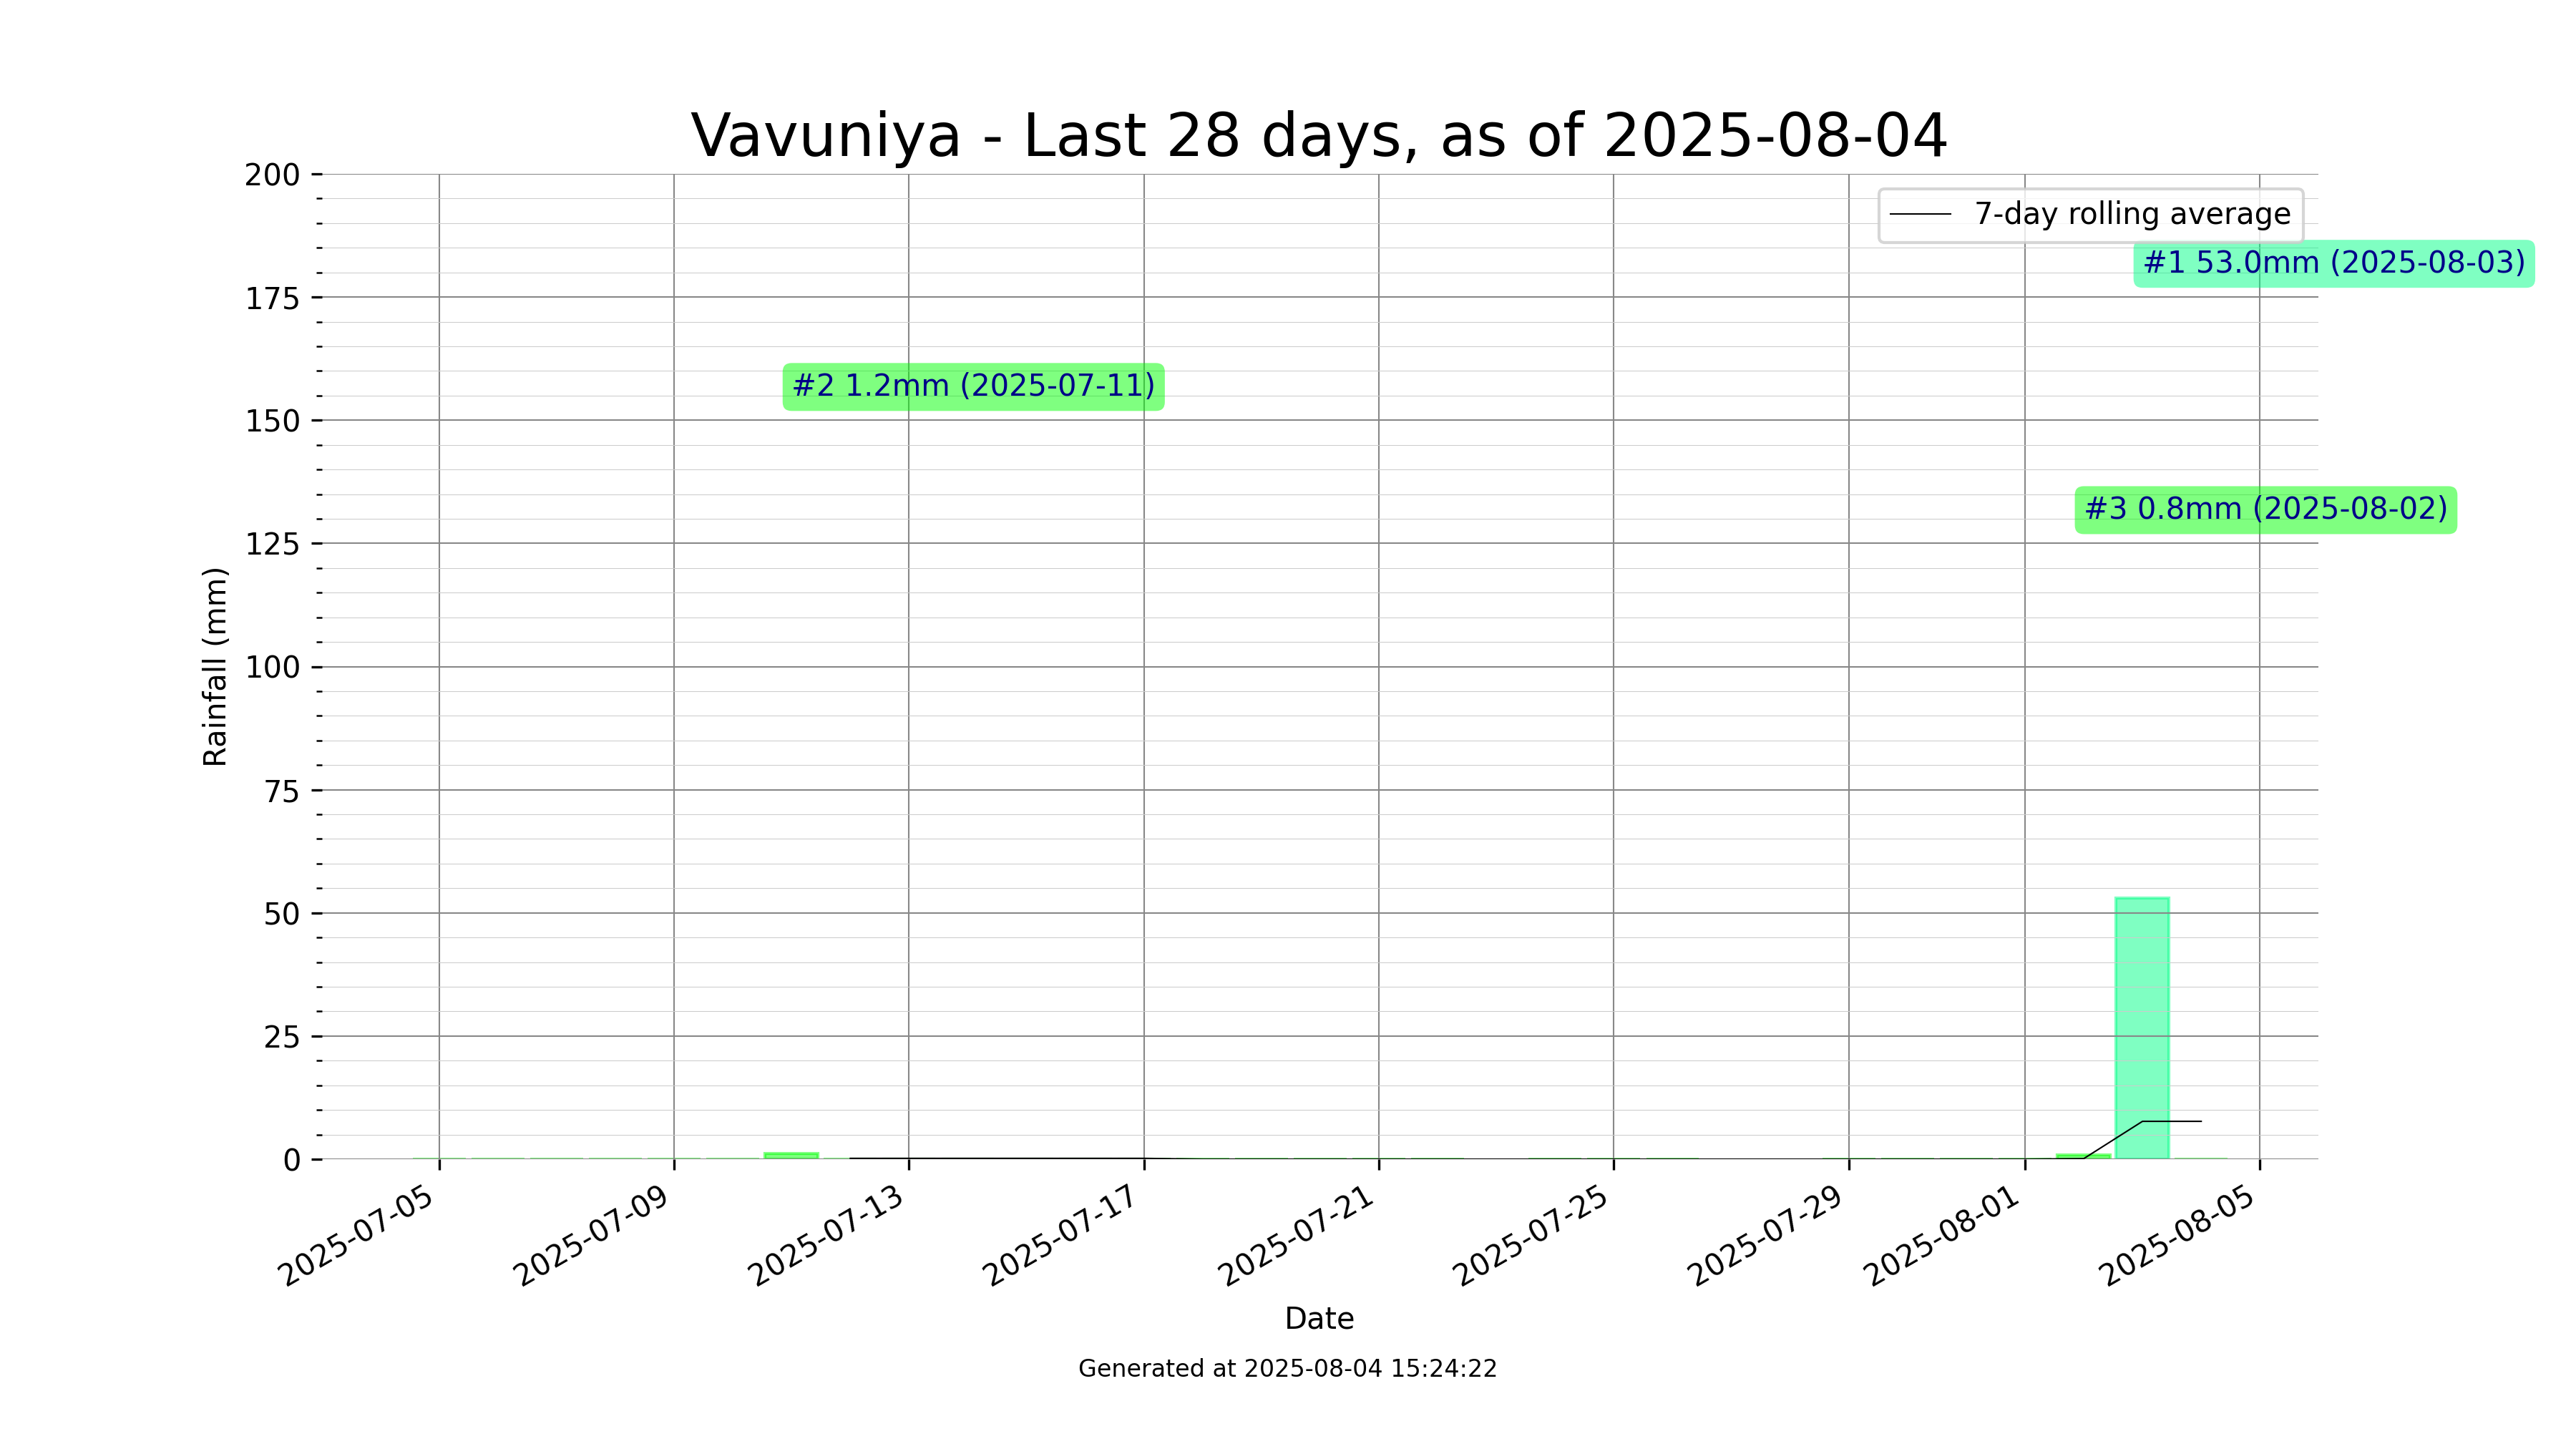 Vavuniya - Last 28 days, as of 2025-08-04
200
175
150
125
100
75
50
25
0
Rainfall (mm)
7-day rolling average
#1 53.0mm (2025-08-03)
#2 1.2mm (2025-07-11)
#3 0.8mm (2025-08-02)
2025-07-05
2025-07-09
2025-07-13
2025-07-17
2025-07-21
2025-07-25
2025-07-29
2025-08-01
2025-08-05
Date
Generated at 2025-08-04 15:24:22